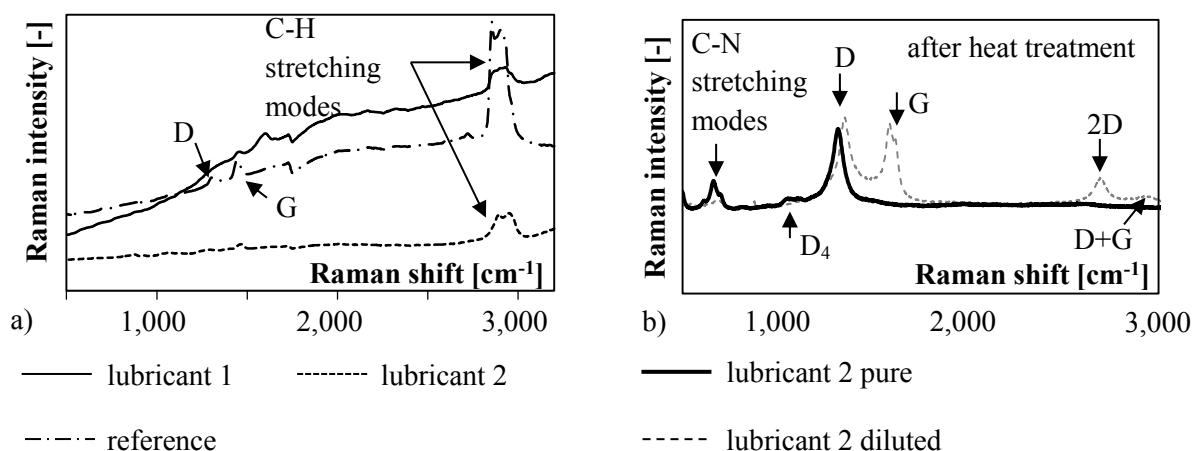 Raman intensity [-]
C-H
stretching
modes
D
G
Raman shift [cm-1]
a)
1,000
2,000
3,000
lubricant 1
lubricant 2
reference
Raman intensity [-]
C-N
stretching
modes
after heat treatment
D
G
2D
D4
D+G
Raman shift [cm-1]
b)
1,000
2,000
3,000
lubricant 2 pure
lubricant 2 diluted